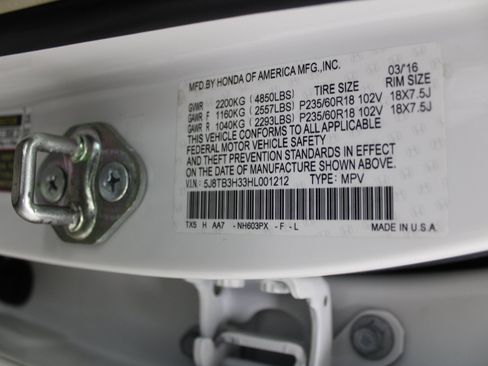 MFD.BY HONDA OF AMERICA MFG.,INC. 03/16
GVWR 2200KG (4850LBS) TIRE SIZE RIM SIZE
GAWR F 1160KG (2557LBS) P235/60R18 102V 18X7.5J
GAWR R 1040KG (2293LBS) P235/60R18 102V 18X7.5J
THIS VEHICLE CONFORMS TO ALL APPLICABLE
FEDERAL MOTOR VEHICLE SAFETY
AND THEFT PREVENTION STANDARDS IN EFFECT
ON THE DATE OF MANUFACTURE SHOWN ABOVE.
V.I.N.: 5J8TB3H33HL001212 TYPE: MPV
TX5 H AA7 - NH603PX - F - L MADE IN U.S.A.